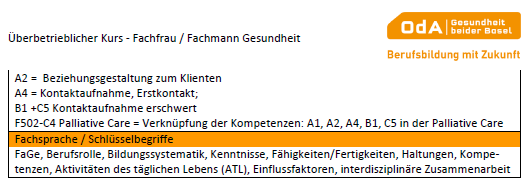 OdA Gesundheit
beider Basel
Überbetrieblicher Kurs - Fachfrau / Fachmann Gesundheit
Berufsbildung mit Zukunft
A2 = Beziehungsgestaltung zum Klienten
A4 = Kontaktaufnahme, Erstkontakt;
B1 +C5 Kontaktaufnahme erschwert
F502-C4 Palliative Care = Verknüpfung der Kompetenzen: A1, A2, A4, B1, C5 in der Palliative Care
Fachsprache / Schlüsselbegriffe
FaGe, Berufsrolle, Bildungssystematik, Kenntnisse, Fähigkeiten/Fertigkeiten, Haltungen, Kompe-
tenzen, Aktivitäten des täglichen Lebens (ATL), Einflussfaktoren, interdisziplinäre Zusammenarbeit